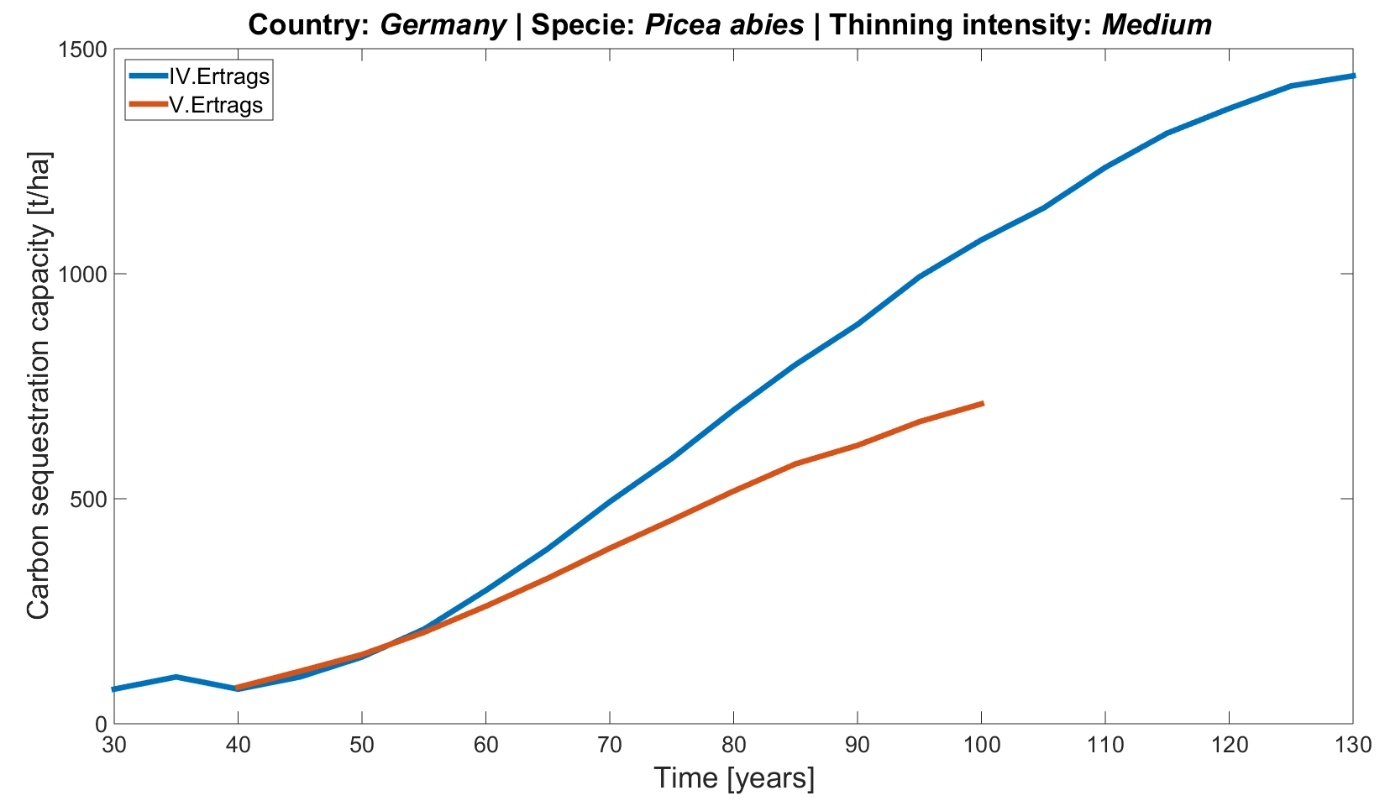 Country: Germany | Specie: Picea abies | Thinning intensity: Medium
1500
IV.Ertrags
V.Ertrags
Carbon sequestration capacity [t/ha]
1000
500
0
30 40 50 60 70 80 90 100 110 120 130
Time [years]